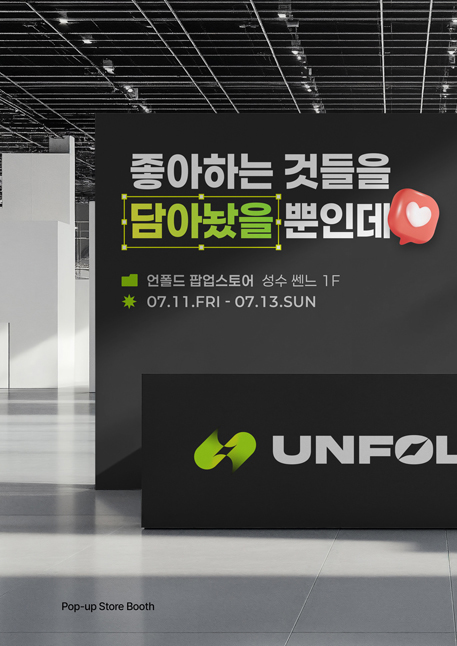 좋아하는 것들을
담아놨을 뿐인데
언폴드 팝업스토어 성수 쎈느 1F
07.11.FRI - 07.13.SUN
UNFOL
Pop-up Store Booth